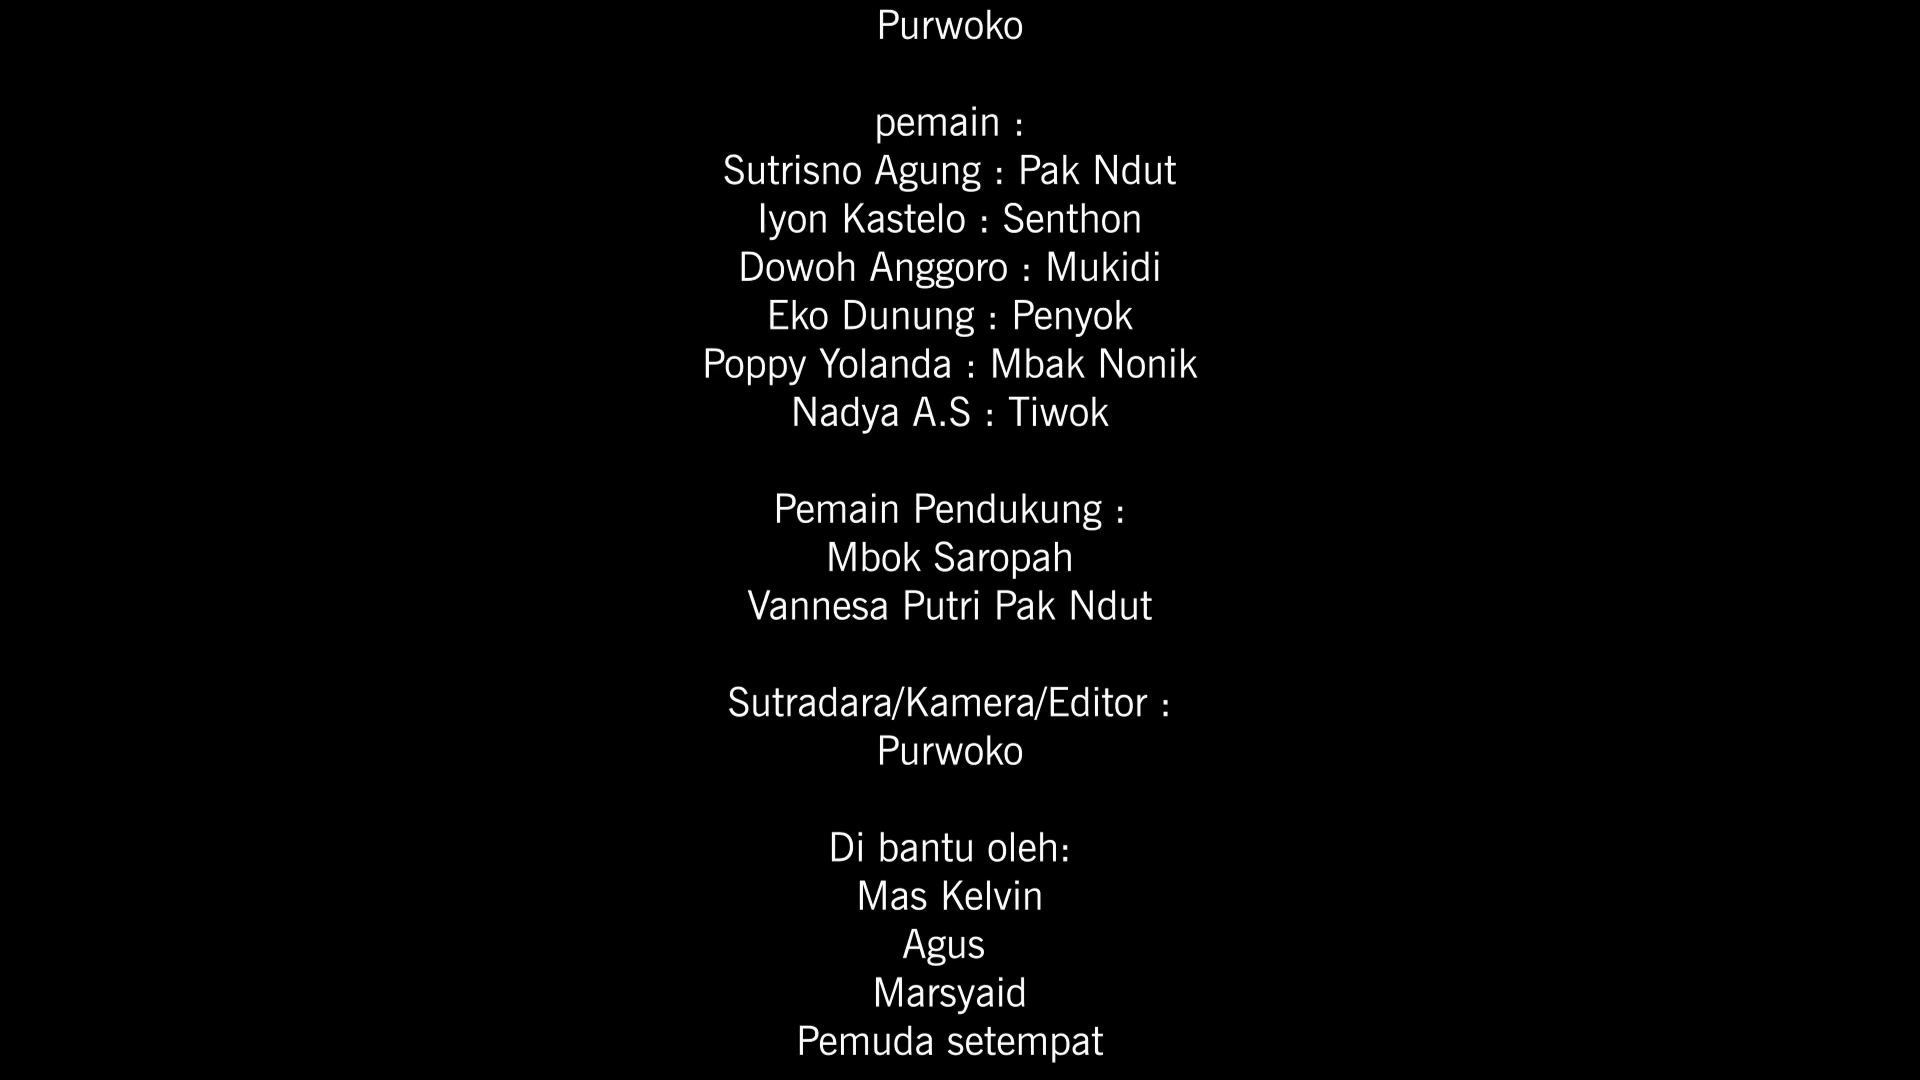 Purwoko
pemain :
Sutrisno Agung : Pak Ndut
Iyon Kastelo : Senthon
Dowoh Anggoro : Mukidi
Eko Dunung : Penyok
Poppy Yolanda : Mbak Nonik
Nadya A.S : Tiwok
Pemain Pendukung :
Mbok Saropah
Vannesa Putri Pak Ndut
Sutradara/Kamera/Editor :
Purwoko
Di bantu oleh:
Mas Kelvin
Agus
Marsyaid
Pemuda setempat